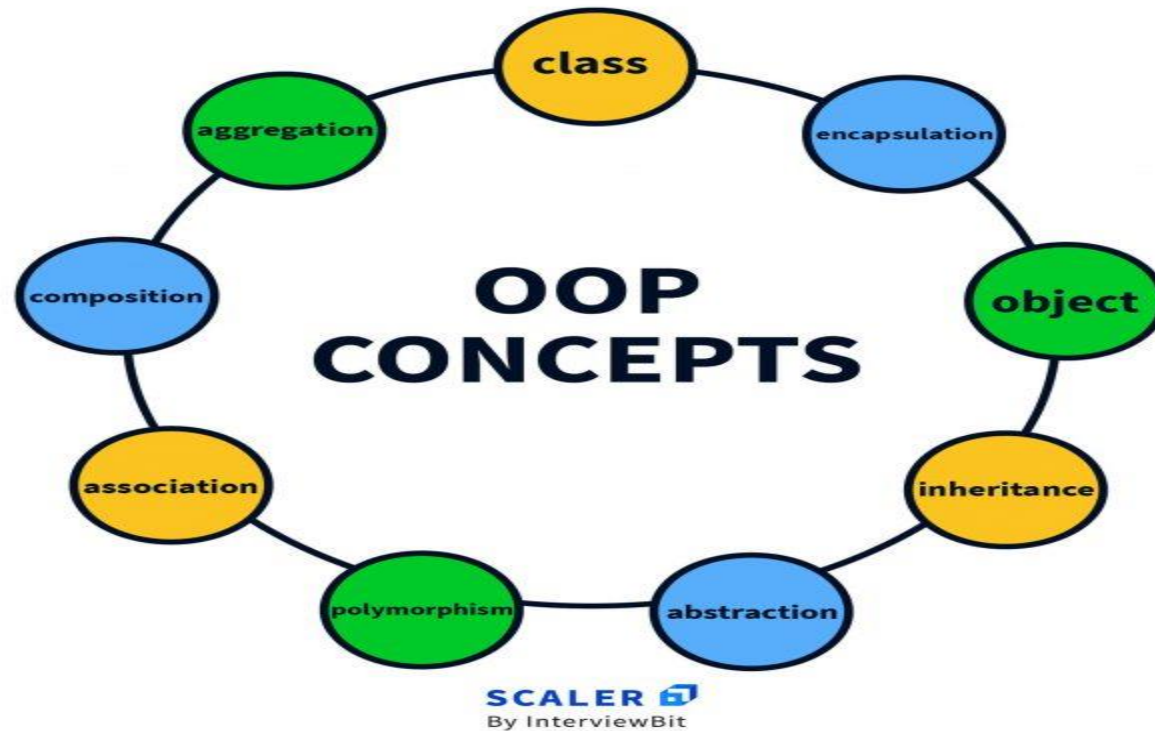 class
aggregation
encapsulation
OOP
CONCEPTS
composition
object
association
inheritance
polymorphism
abstraction
SCALER
By InterviewBit